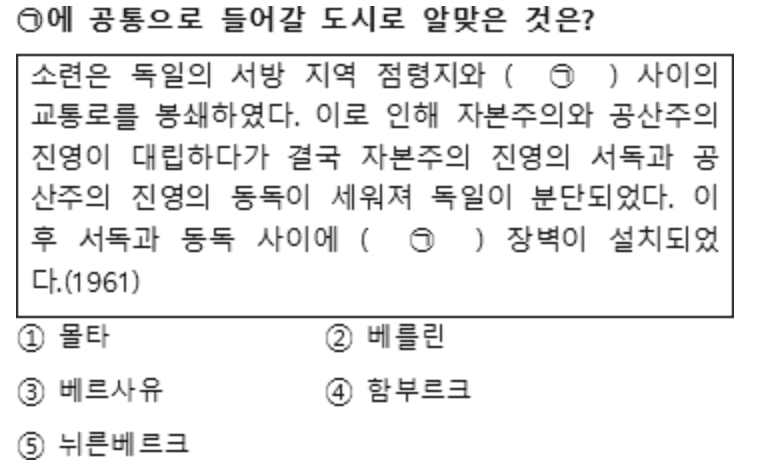 ㉠에 공통으로 들어갈 도시로 알맞은 것은?
소련은 독일의 서방 지역 점령지와 ( ㉠ ) 사이의
교통로를 봉쇄하였다. 이로 인해 자본주의와 공산주의
진영이 대립하다가 결국 자본주의 진영의 서독과 공
산주의 진영의 동독이 세워져 독일이 분단되었다. 이
후 서독과 동독 사이에 ( ㉠ ) 장벽이 설치되었
다.(1961)
① 몰타 ② 베를린
③ 베르사유 ④ 함부르크
⑤ 뉘른베르크